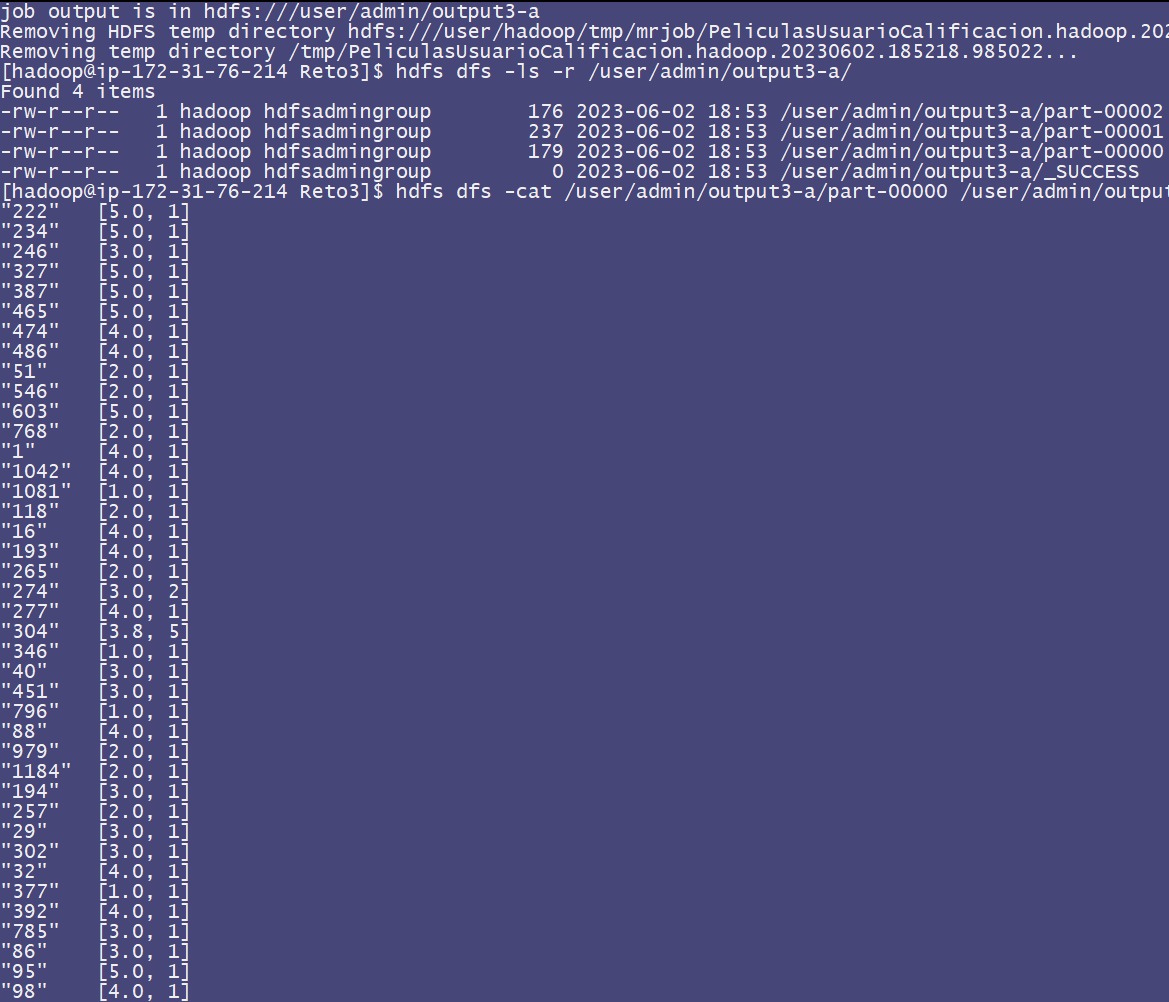 job output is in hdfs:///user/admin/output3-a
Removing HDFS temp directory hdfs:///user/hadoop/tmp/mrjob/PeliculasUsuarioCalificacion.hadoop.202
Removing temp directory /tmp/PeliculasUsuarioCalificacion.hadoop.20230602.185218.985022...
[hadoop@ip-172-31-76-214 Reto3]$ hdfs dfs -ls -r /user/admin/output3-a/
Found 4 items
-rw-r--r--   1 hadoop hdfsadmingroup        176 2023-06-02 18:53 /user/admin/output3-a/part-00002
-rw-r--r--   1 hadoop hdfsadmingroup        237 2023-06-02 18:53 /user/admin/output3-a/part-00001
-rw-r--r--   1 hadoop hdfsadmingroup        179 2023-06-02 18:53 /user/admin/output3-a/part-00000
-rw-r--r--   1 hadoop hdfsadmingroup          0 2023-06-02 18:53 /user/admin/output3-a/_SUCCESS
[hadoop@ip-172-31-76-214 Reto3]$ hdfs dfs -cat /user/admin/output3-a/part-00000 /user/admin/output
"222"   [5.0, 1]
"234"   [5.0, 1]
"246"   [3.0, 1]
"327"   [5.0, 1]
"387"   [5.0, 1]
"465"   [5.0, 1]
"474"   [4.0, 1]
"486"   [4.0, 1]
"51"    [2.0, 1]
"546"   [2.0, 1]
"603"   [5.0, 1]
"768"   [2.0, 1]
"1"     [4.0, 1]
"1042"  [4.0, 1]
"1081"  [1.0, 1]
"118"   [2.0, 1]
"16"    [4.0, 1]
"193"   [4.0, 1]
"265"   [2.0, 1]
"274"   [3.0, 2]
"277"   [4.0, 1]
"304"   [3.8, 5]
"346"   [1.0, 1]
"40"    [3.0, 1]
"451"   [3.0, 1]
"796"   [1.0, 1]
"88"    [4.0, 1]
"979"   [2.0, 1]
"1184"  [2.0, 1]
"194"   [3.0, 1]
"257"   [2.0, 1]
"29"    [3.0, 1]
"302"   [3.0, 1]
"32"    [4.0, 1]
"377"   [1.0, 1]
"392"   [4.0, 1]
"785"   [3.0, 1]
"86"    [3.0, 1]
"95"    [5.0, 1]
"98"    [4.0, 1]